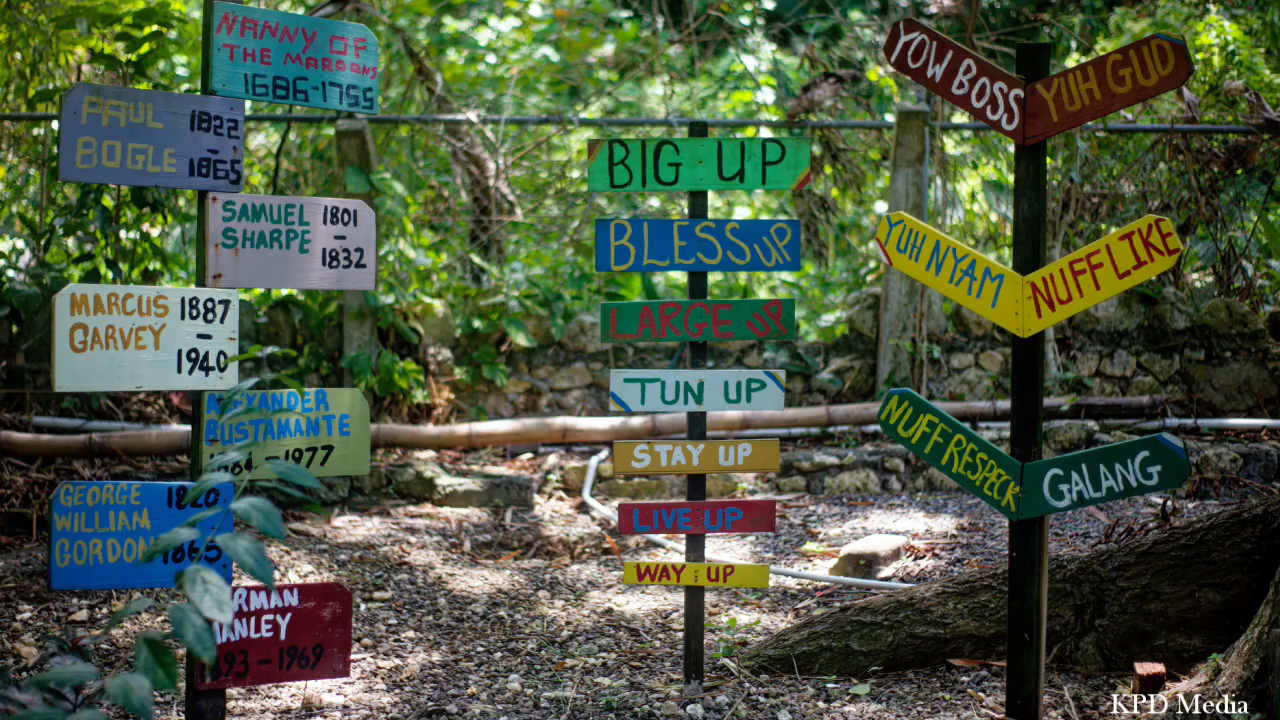 NANNY OF
THE MAROONS
1686-1755
PAUL 1822
-
BOGLE 1865
SAMUEL 1801
SHARPE -
1832
MARCUS 1887
GARVEY -
1940
BUSTAMANTE
1977
GEORGE 1820
WILLIAM
GORDON 1865
- 1969
BIG UP
BLESS UP
LARGE UP
TUN UP
STAY UP
LIVE UP
WAY UP
YOW BOSS
YUH GUD
YUH NYAM
NUFF LIKE
NUFF RESPECK
GALANG
KPD Media